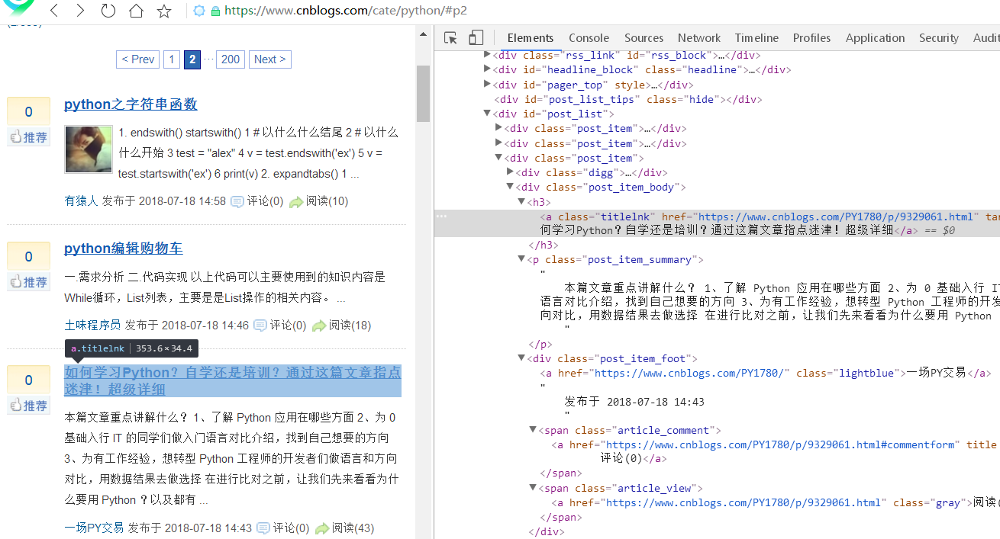 https://www.cnblogs.com/cate/python/#p2
< Prev 1 2 ··· 200 Next >
0
推荐
python之字符串函数
1. endswith() startswith() 1 # 以什么什么结尾 2 # 以什么
什么开始 3 test = "alex" 4 v = test.endswith('ex') 5 v =
test.startswith('ex') 6 print(v) 2. expandtabs() 1 ...
有猿人 发布于 2018-07-18 14:58 评论(0) 阅读(10)
0
推荐
python编辑购物车
一.需求分析 二.代码实现 以上代码可以主要使用到的知识内容是
While循环，List列表，主要是是List操作的相关内容。 ...
土味程序员 发布于 2018-07-18 14:46 评论(0) 阅读(18)
a.titlelnk | 353.6×34.4
0
推荐
如何学习Python？自学还是培训？通过这篇文章指点
迷津！超级详细
本篇文章重点讲解什么？ 1、了解 Python 应用在哪些方面 2、为 0
基础入行 IT 的同学们做入门语言对比介绍，找到自己想要的方向
3、为有工作经验，想转型 Python 工程师的开发者们做语言和方向
对比，用数据结果去做选择 在进行比对之前，让我们先来看看为什
么要用 Python ？以及都有 ...
一场PY交易 发布于 2018-07-18 14:43 评论(0) 阅读(43)
Elements Console Sources Network Timeline Profiles Application Security Audit
<div class="rss_link" id="rss_block">…</div>
<div id="headline_block" class="headline">…</div>
<div id="pager_top" style>…</div>
<div id="post_list_tips" class="hide"></div>
<div id="post_list">
<div class="post_item">…</div>
<div class="post_item">…</div>
<div class="post_item">
<div class="digg">…</div>
<div class="post_item_body">
<h3>
<a class="titlelnk" href="https://www.cnblogs.com/PY1780/p/9329061.html" tar
何学习Python？自学还是培训？通过这篇文章指点迷津！超级详细</a> == $0
</h3>
<p class="post_item_summary">
"
本篇文章重点讲解什么？ 1、了解 Python 应用在哪些方面 2、为 0 基础入行 IT
语言对比介绍，找到自己想要的方向 3、为有工作经验，想转型 Python 工程师的开发
向对比，用数据结果去做选择 在进行比对之前，让我们先来看看为什么要用 Python
"
</p>
<div class="post_item_foot">
<a href="https://www.cnblogs.com/PY1780/" class="lightblue">一场PY交易</a>
"
发布于 2018-07-18 14:43
"
<span class="article_comment">
<a href="https://www.cnblogs.com/PY1780/p/9329061.html#commentform" title
评论(0)</a>
</span>
<span class="article_view">
<a href="https://www.cnblogs.com/PY1780/p/9329061.html" class="gray">阅读(
</span>
</div>